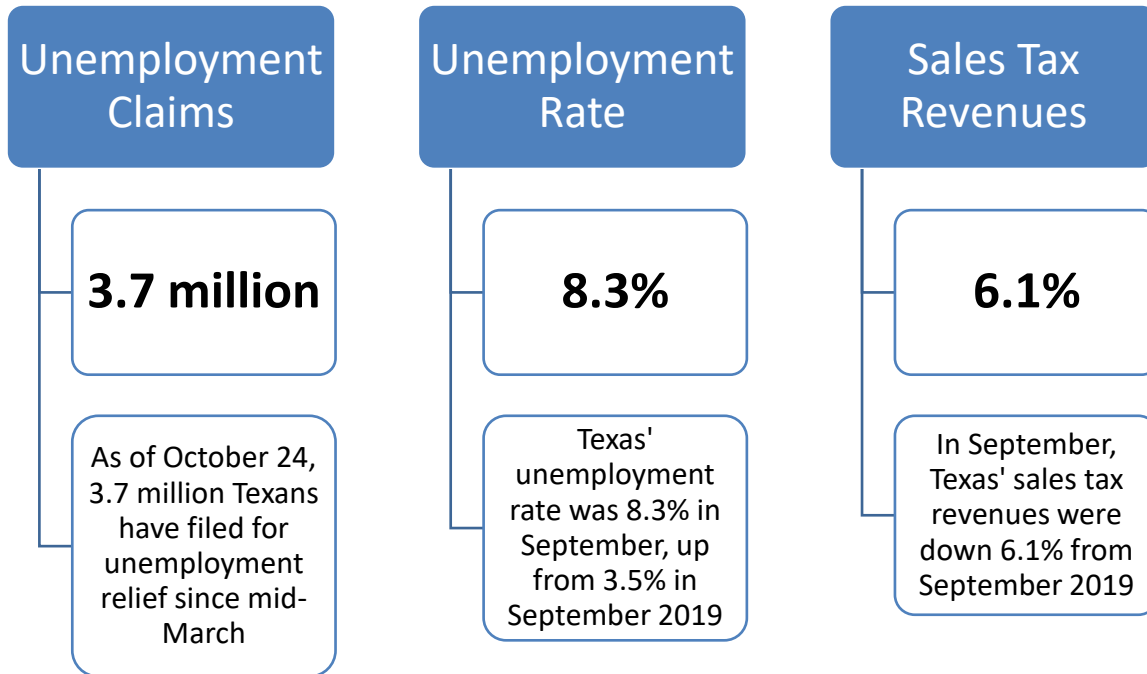 Unemployment
Claims
3.7 million
As of October 24,
3.7 million Texans
have filed for
unemployment
relief since mid-
March
Unemployment
Rate
8.3%
Texas'
unemployment
rate was 8.3% in
September, up
from 3.5% in
September 2019
Sales Tax
Revenues
6.1%
In September,
Texas' sales tax
revenues were
down 6.1% from
September 2019